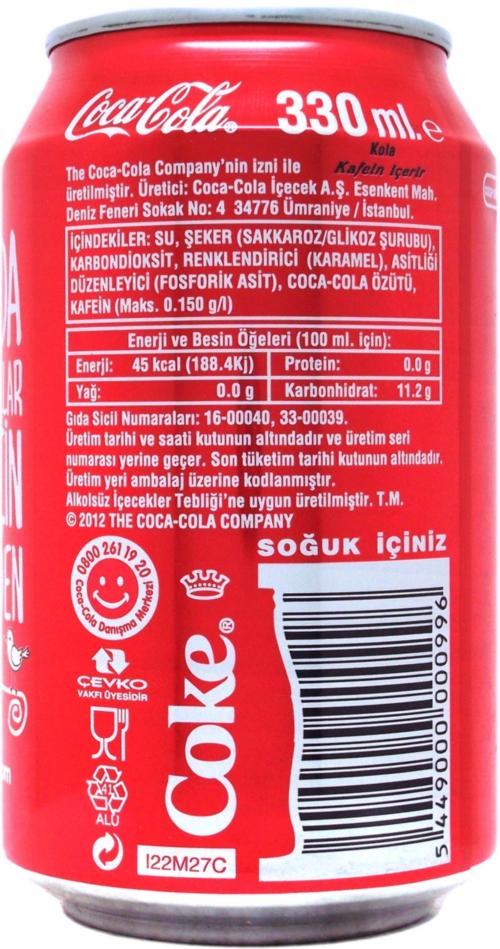 Coca-Cola® 330 ml. e
Kola
Kafein içerir
The Coca-Cola Company'nin izni ile
üretilmiştir. Üretici: Coca-Cola İçecek A.Ş. Esenkent Mah.
Deniz Feneri Sokak No: 4 34776 Ümraniye / İstanbul.
İÇİNDEKİLER: SU, ŞEKER (SAKKAROZ/GLİKOZ ŞURUBU),
KARBONDİOKSİT, RENKLENDİRİCİ (KARAMEL), ASİTLİĞİ
DÜZENLEYİCİ (FOSFORİK ASİT), COCA-COLA ÖZÜTÜ,
KAFEİN (Maks. 0.150 g/l)
Enerji ve Besin Öğeleri (100 ml. için):
Enerji: 45 kcal (188.4Kj) Protein: 0.0 g
Yağ: 0.0 g Karbonhidrat: 11.2 g
Gıda Sicil Numaraları: 16-00040, 33-00039.
Üretim tarihi ve saati kutunun altındadır ve üretim seri
numarası yerine geçer. Son tüketim tarihi kutunun altındadır.
Üretim yeri ambalaj üzerine kodlanmıştır.
Alkolsüz İçecekler Tebliği'ne uygun üretilmiştir. T.M.
© 2012 THE COCA-COLA COMPANY
SOĞUK İÇİNİZ
0800 261 19 20
Coca-Cola Danışma Merkezi
ÇEVKO
VAKFI ÜYESİDİR
41
ALU
Coke®
I22M27C
5 449000 000996